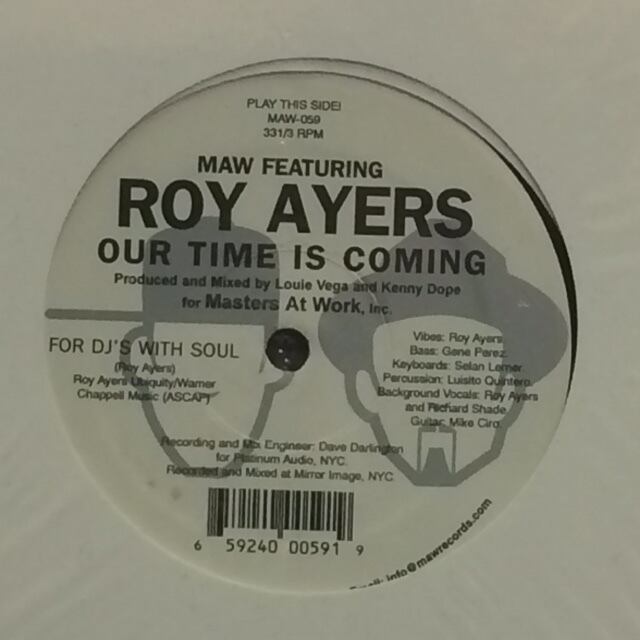 PLAY THIS SIDE!
MAW-059
33 1/3 RPM
MAW FEATURING
ROY AYERS
OUR TIME IS COMING
Produced and Mixed by Louie Vega and Kenny Dope
for Masters At Work, Inc.
FOR DJ'S WITH SOUL
(Roy Ayers)
Roy Ayers Ubiquity/Warner
Chappell Music (ASCAP)
Vibes: Roy Ayers.
Bass: Gene Perez.
Keyboards: Selan Lerner.
Percussion: Luisito Quintero.
Background Vocals: Roy Ayers
and Richard Shade.
Guitar: Mike Ciro.
Recording and Mix Engineer: Dave Darlington
for Platinum Audio, NYC.
Recorded and Mixed at Mirror Image, NYC
6 59240 00591 9
info@mawrecords.com